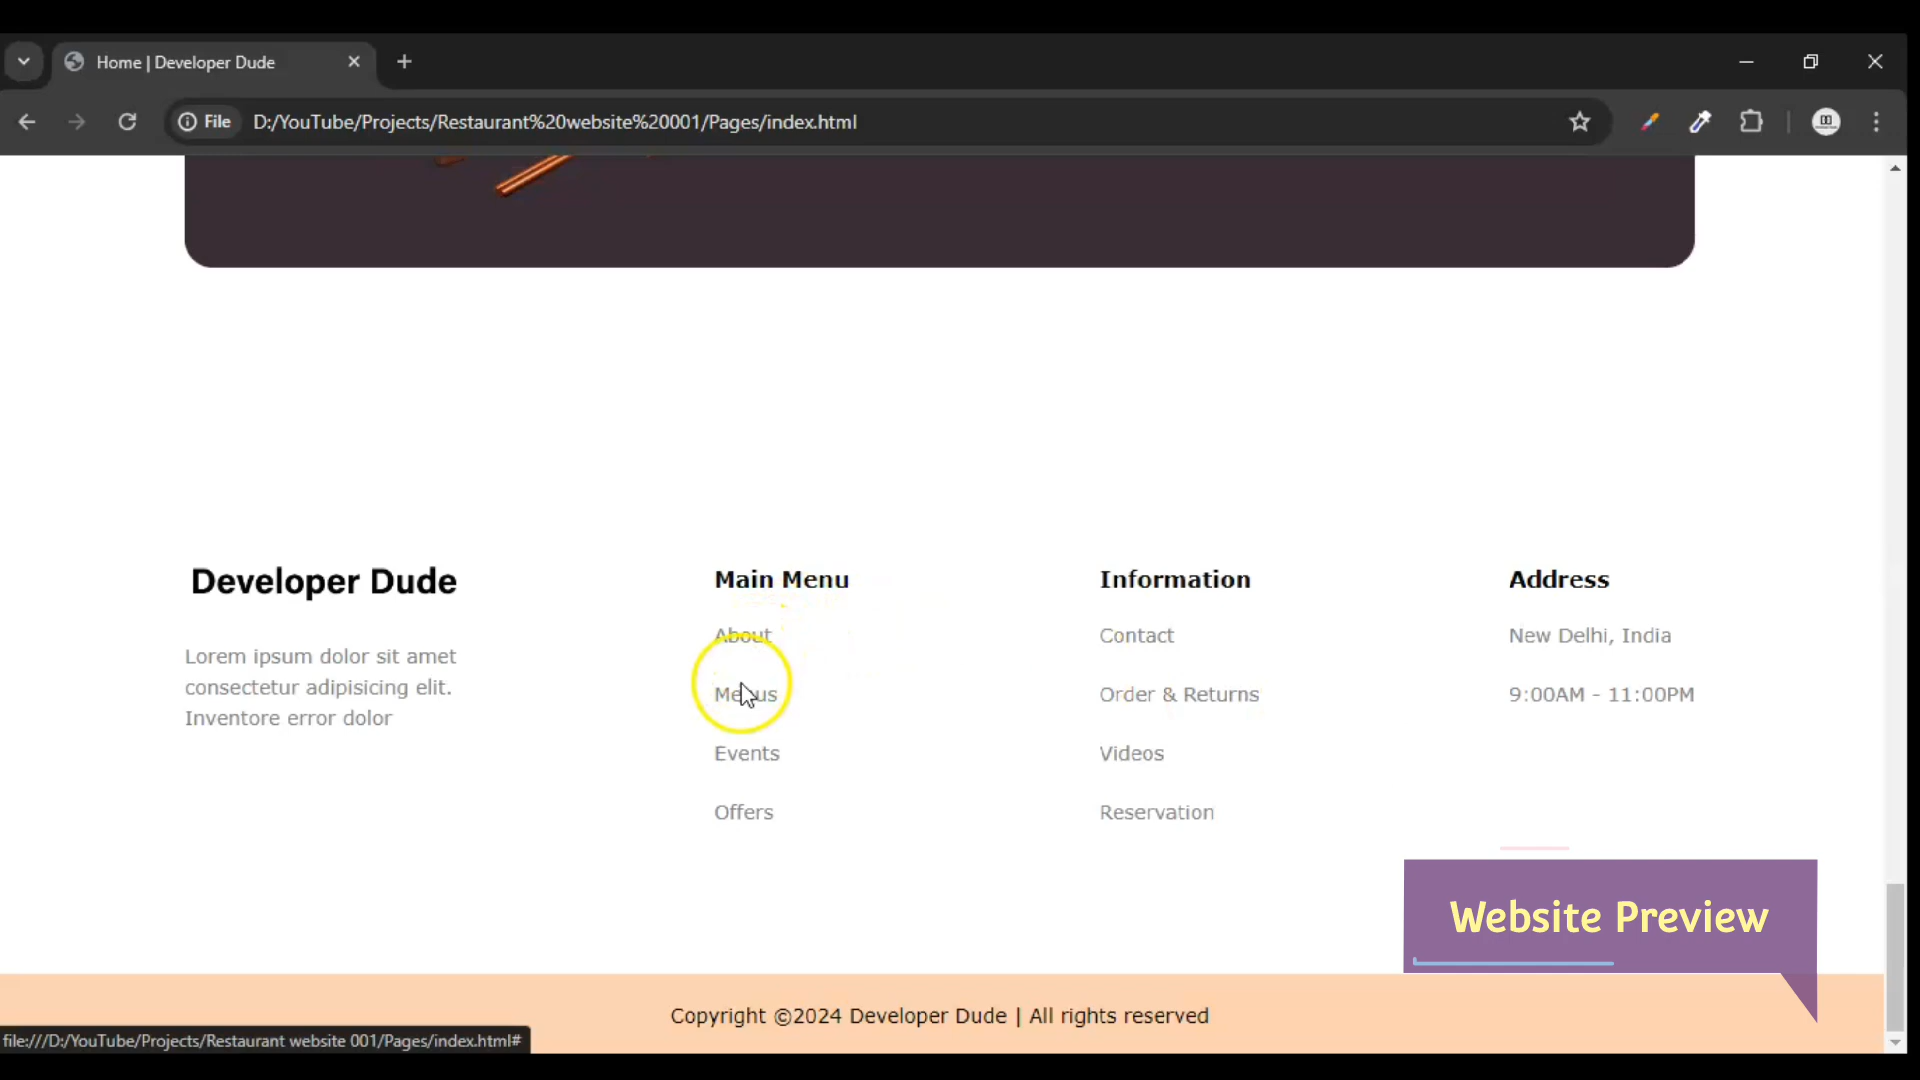 Home | Developer Dude
File
D:/YouTube/Projects/Restaurant%20website%20001/Pages/index.html
Developer Dude
Lorem ipsum dolor sit amet
consectetur adipisicing elit.
Inventore error dolor
Main Menu
About
Menus
Events
Offers
Information
Contact
Order & Returns
Videos
Reservation
Address
New Delhi, India
9:00AM - 11:00PM
Website Preview
Copyright ©2024 Developer Dude | All rights reserved
file:///D:/YouTube/Projects/Restaurant website 001/Pages/index.html#